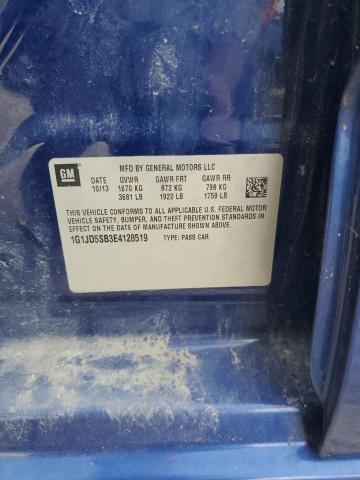 GM
MFD BY GENERAL MOTORS LLC
DATE GVWR GAWR FRT GAWR RR
10/13 1670 KG 872 KG 798 KG
3681 LB 1922 LB 1759 LB
THIS VEHICLE CONFORMS TO ALL APPLICABLE U.S. FEDERAL MOTOR
VEHICLE SAFETY, BUMPER, AND THEFT PREVENTION STANDARDS IN
EFFECT ON THE DATE OF MANUFACTURE SHOWN ABOVE.
1G1JD5SB3E4128519 TYPE: PASS CAR